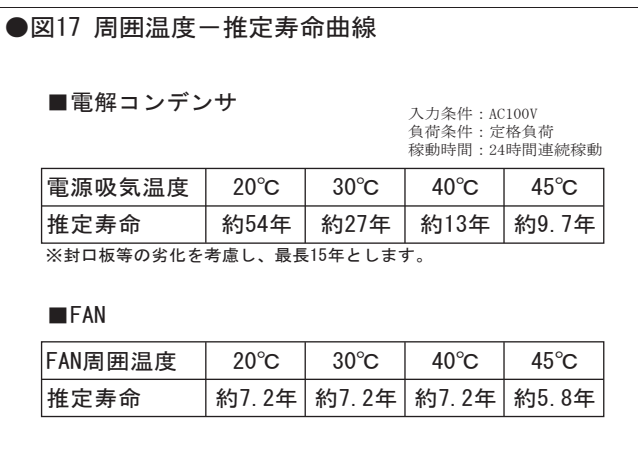 ●図17 周囲温度－推定寿命曲線
■電解コンデンサ
入力条件：AC100V
負荷条件：定格負荷
稼動時間：24時間連続稼動
電源吸気温度 20℃ 30℃ 40℃ 45℃
推定寿命 約54年 約27年 約13年 約9.7年
※封口板等の劣化を考慮し、最長15年とします。
■FAN
FAN周囲温度 20℃ 30℃ 40℃ 45℃
推定寿命 約7.2年 約7.2年 約7.2年 約5.8年